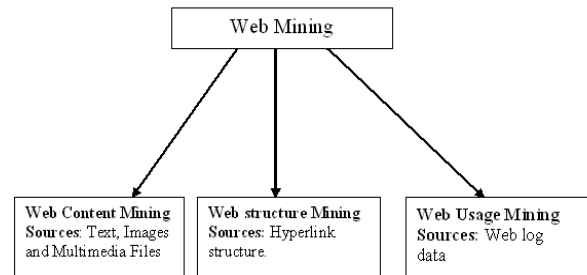 Web Mining
Web Content Mining
Sources: Text, Images
and Multimedia Files
Web structure Mining
Sources: Hyperlink
structure.
Web Usage Mining
Sources: Web log
data